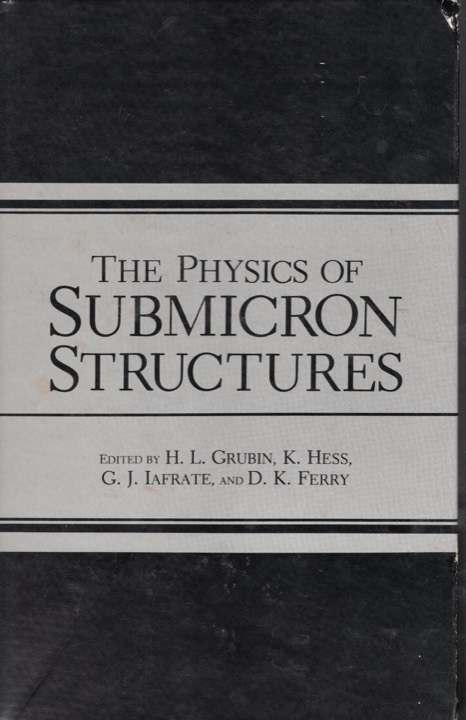 THE PHYSICS OF
SUBMICRON
STRUCTURES
EDITED BY H. L. GRUBIN, K. HESS,
G. J. IAFRATE, AND D. K. FERRY